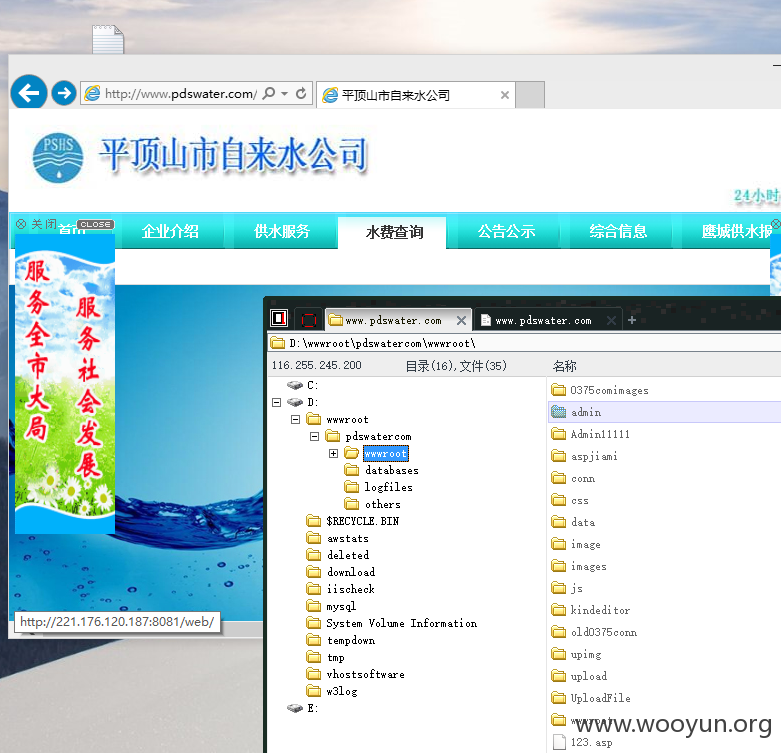 http://www.pdswater.com/
平顶山市自来水公司
PSHS
平顶山市自来水公司
24小时
关闭
CLOSE
首页
企业介绍
供水服务
水费查询
公告公示
综合信息
鹰城供水报
服务全市大局
服务社会发展
www.pdswater.com
www.pdswater.com
D:\wwwroot\pdswatercom\wwwroot\
116.255.245.200
目录(16),文件(35)
名称
C:
D:
wwwroot
pdswatercom
wwwroot
databases
logfiles
others
$RECYCLE.BIN
awstats
deleted
download
iischeck
mysql
System Volume Information
tempdown
tmp
vhostsoftware
w3log
E:
0375comimages
admin
Admin11111
aspjiami
conn
css
data
image
images
js
kindeditor
old0375conn
upimg
upload
UploadFile
123.asp
http://221.176.120.187:8081/web/
www.wooyun.org